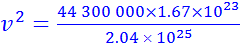 v² = (44 300 000×1.67×10²³)/(2.04 × 10²⁵)